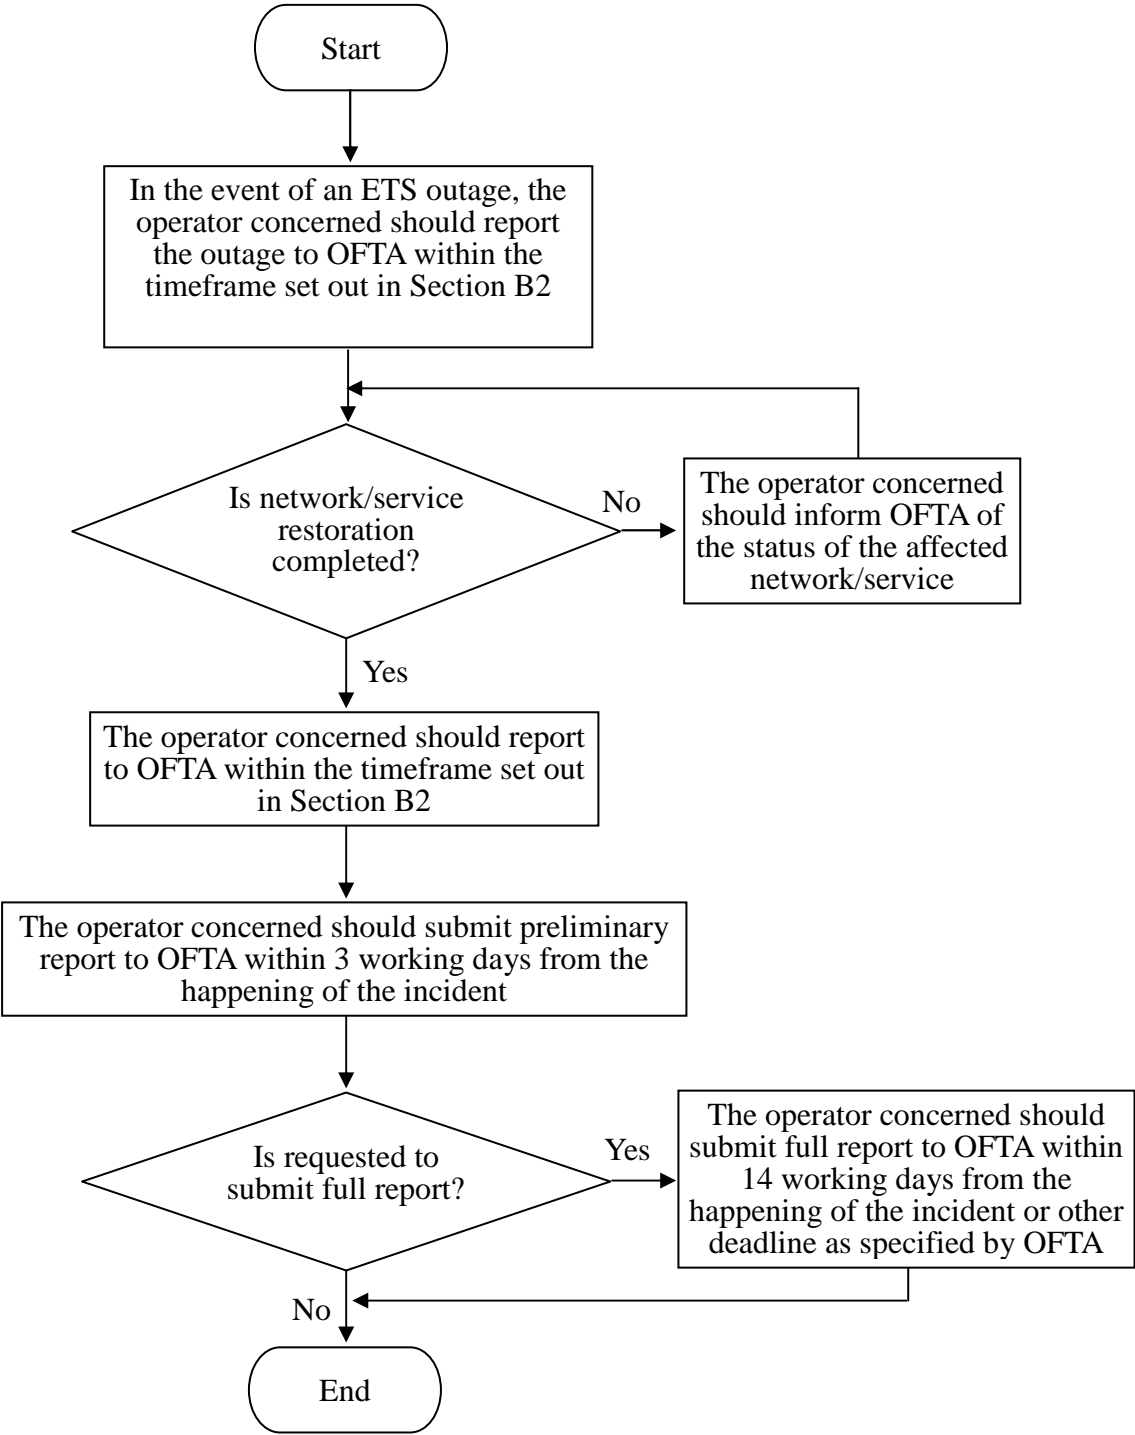 Start
In the event of an ETS outage, the
operator concerned should report
the outage to OFTA within the
timeframe set out in Section B2
Is network/service
restoration
completed?
No
The operator concerned
should inform OFTA of
the status of the affected
network/service
Yes
The operator concerned should report
to OFTA within the timeframe set out
in Section B2
The operator concerned should submit preliminary
report to OFTA within 3 working days from the
happening of the incident
Is requested to
submit full report?
Yes
The operator concerned should
submit full report to OFTA within
14 working days from the
happening of the incident or other
deadline as specified by OFTA
No
End